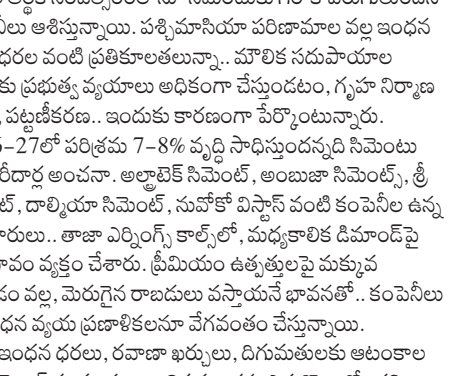 నీలు ఆశిస్తున్నాయి. పశ్చిమాసియా పరిణామాల వల్ల ఇంధన
ధరల వంటి ప్రతికూలతలున్నా.. మౌలిక సదుపాయాల
కు ప్రభుత్వ వ్యయాలు అధికంగా చేస్తుండటం, గృహ నిర్మాణ
, పట్టణీకరణ.. ఇందుకు కారణంగా పేర్కొంటున్నారు.
-27లో పరిశ్రమ 7-8% వృద్ధి సాధిస్తుందన్నది సిమెంటు
రీదార్ల అంచనా. అల్ట్రాటెక్ సిమెంట్, అంబుజా సిమెంట్స్, శ్రీ
ట్, దాల్మియా సిమెంట్, నువోకో విస్టాస్ వంటి కంపెనీల ఉన్న
ారులు.. తాజా ఎర్నింగ్స్ కాల్స్‌లో, మధ్యకాలిక డిమాండ్‌పై
ావం వ్యక్తం చేశారు. ప్రీమియం ఉత్పత్తులపై మక్కువ
డం వల్ల, మెరుగైన రాబడులు వస్తాయనే భావనతో.. కంపెనీలు
ధన వ్యయ ప్రణాళికలనూ వేగవంతం చేస్తున్నాయి.
ఇంధన ధరలు, రవాణా ఖర్చులు, దిగుమతులకు ఆటంకాల